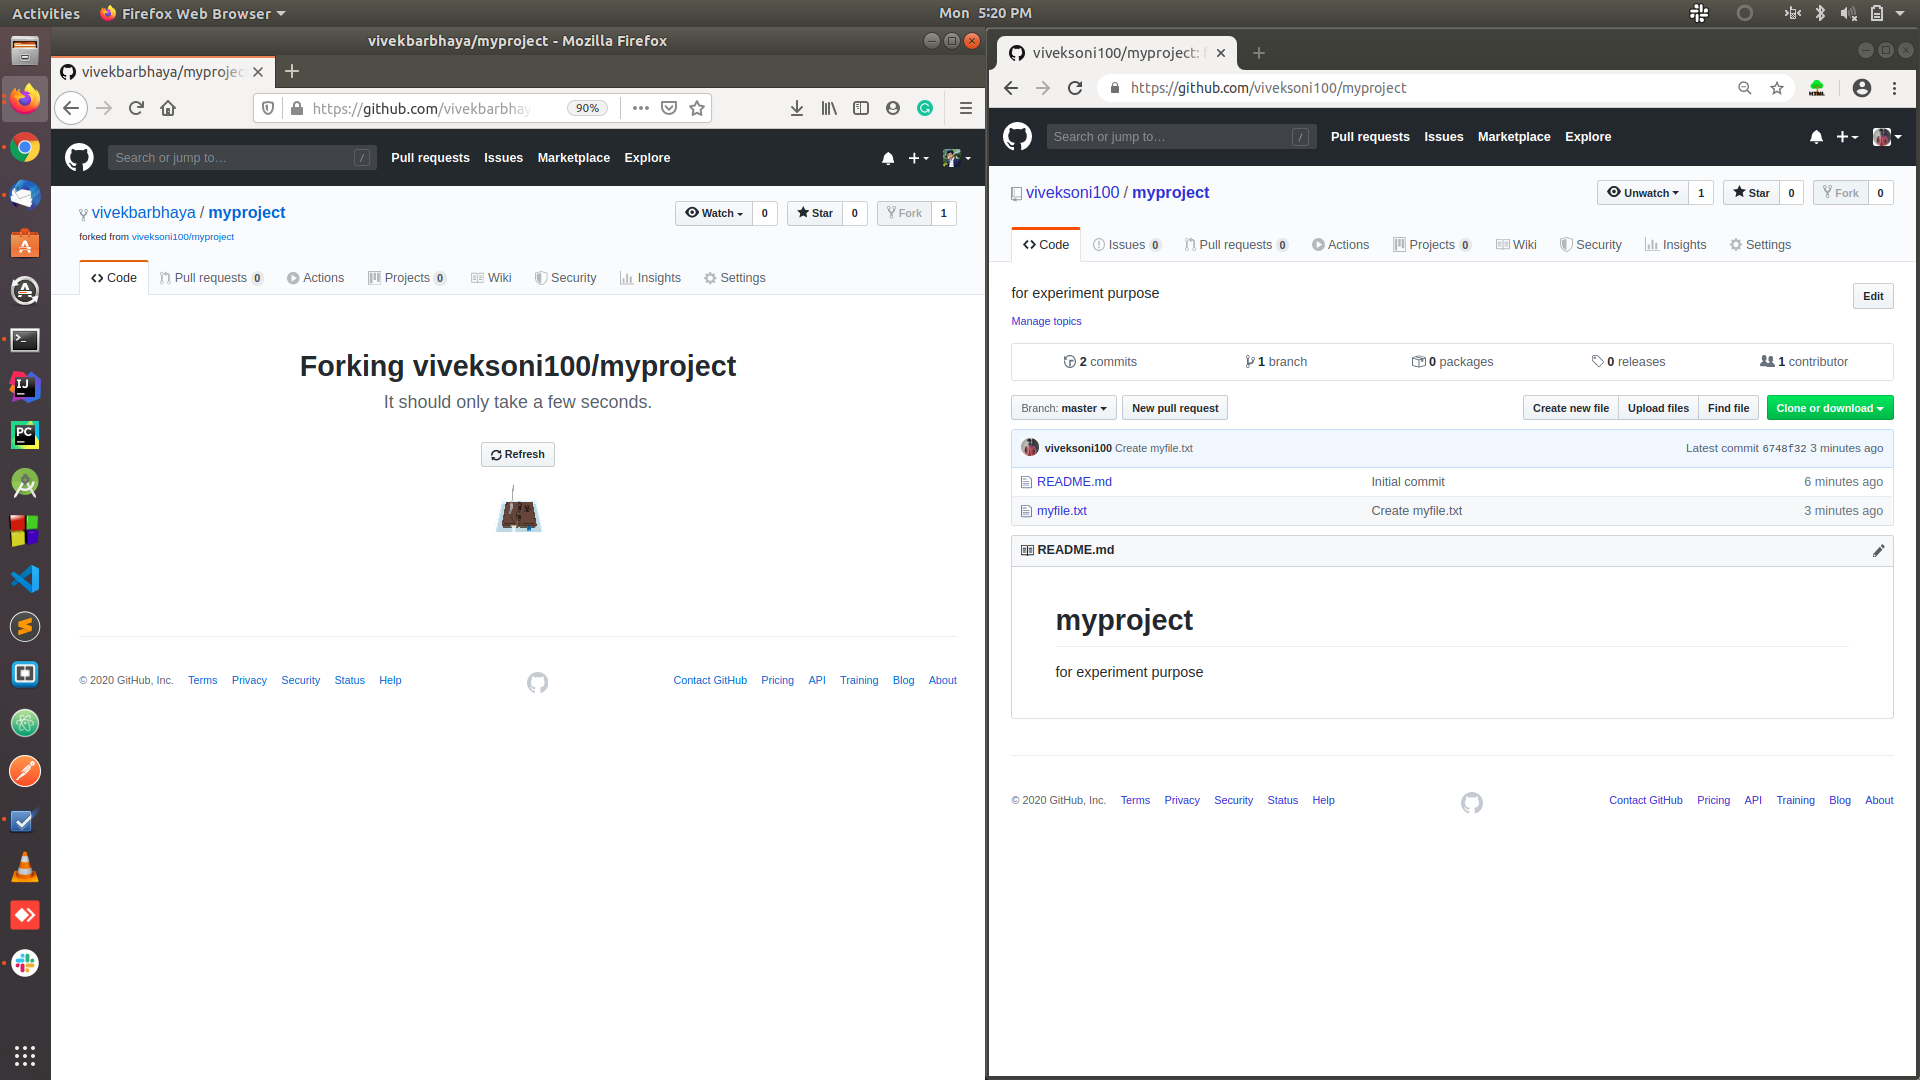 Activities Firefox Web Browser Mon 5:20 PM
vivekbarbhaya/myproject - Mozilla Firefox
vivekbarbhaya/myprojec
https://github.com/vivekbarbhay 90%
Search or jump to… / Pull requests Issues Marketplace Explore
vivekbarbhaya / myproject Watch 0 Star 0 Fork 1
forked from viveksoni100/myproject
Code Pull requests 0 Actions Projects 0 Wiki Security Insights Settings
Forking viveksoni100/myproject
It should only take a few seconds.
Refresh
© 2020 GitHub, Inc. Terms Privacy Security Status Help Contact GitHub Pricing API Training Blog About
viveksoni100/myproject:
https://github.com/viveksoni100/myproject HTML
Search or jump to… / Pull requests Issues Marketplace Explore
viveksoni100 / myproject Unwatch 1 Star 0 Fork 0
Code Issues 0 Pull requests 0 Actions Projects 0 Wiki Security Insights Settings
for experiment purpose Edit
Manage topics
2 commits 1 branch 0 packages 0 releases 1 contributor
Branch: master New pull request Create new file Upload files Find file Clone or download
viveksoni100 Create myfile.txt Latest commit 6748f32 3 minutes ago
README.md Initial commit 6 minutes ago
myfile.txt Create myfile.txt 3 minutes ago
README.md
myproject
for experiment purpose
© 2020 GitHub, Inc. Terms Privacy Security Status Help Contact GitHub Pricing API Training Blog About
IJ
PC